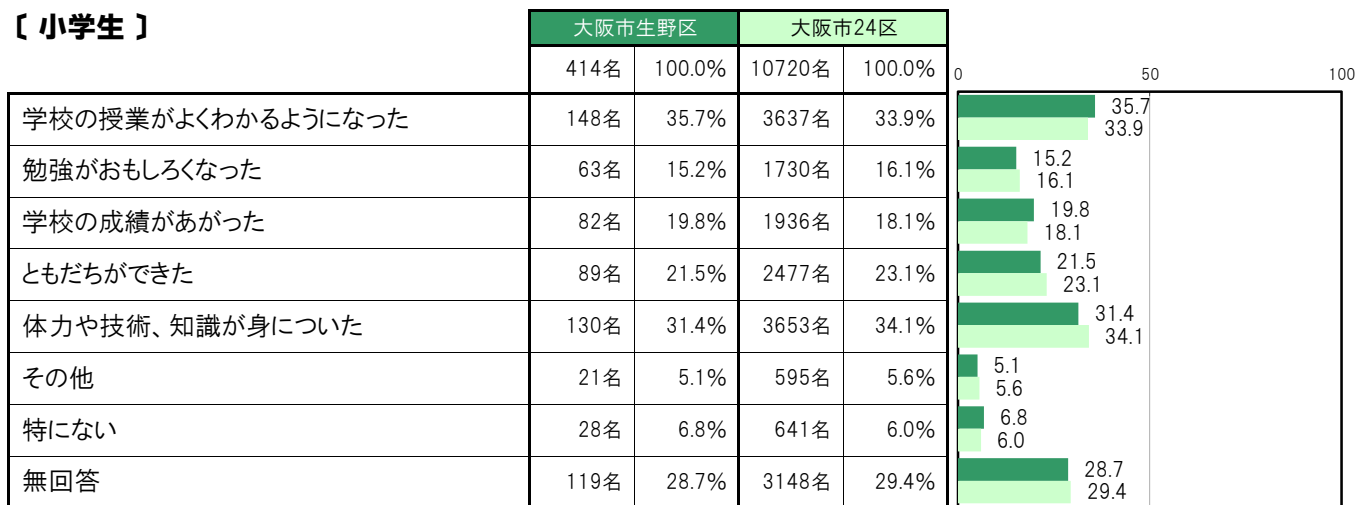 〔 小学生 〕
大阪市生野区 大阪市24区
414名 100.0% 10720名 100.0% 0 50 100
学校の授業がよくわかるようになった 148名 35.7% 3637名 33.9% 35.7
33.9
勉強がおもしろくなった 63名 15.2% 1730名 16.1% 15.2
16.1
学校の成績があがった 82名 19.8% 1936名 18.1% 19.8
18.1
ともだちができた 89名 21.5% 2477名 23.1% 21.5
23.1
体力や技術、知識が身についた 130名 31.4% 3653名 34.1% 31.4
34.1
その他 21名 5.1% 595名 5.6% 5.1
5.6
特にない 28名 6.8% 641名 6.0% 6.8
6.0
無回答 119名 28.7% 3148名 29.4% 28.7
29.4